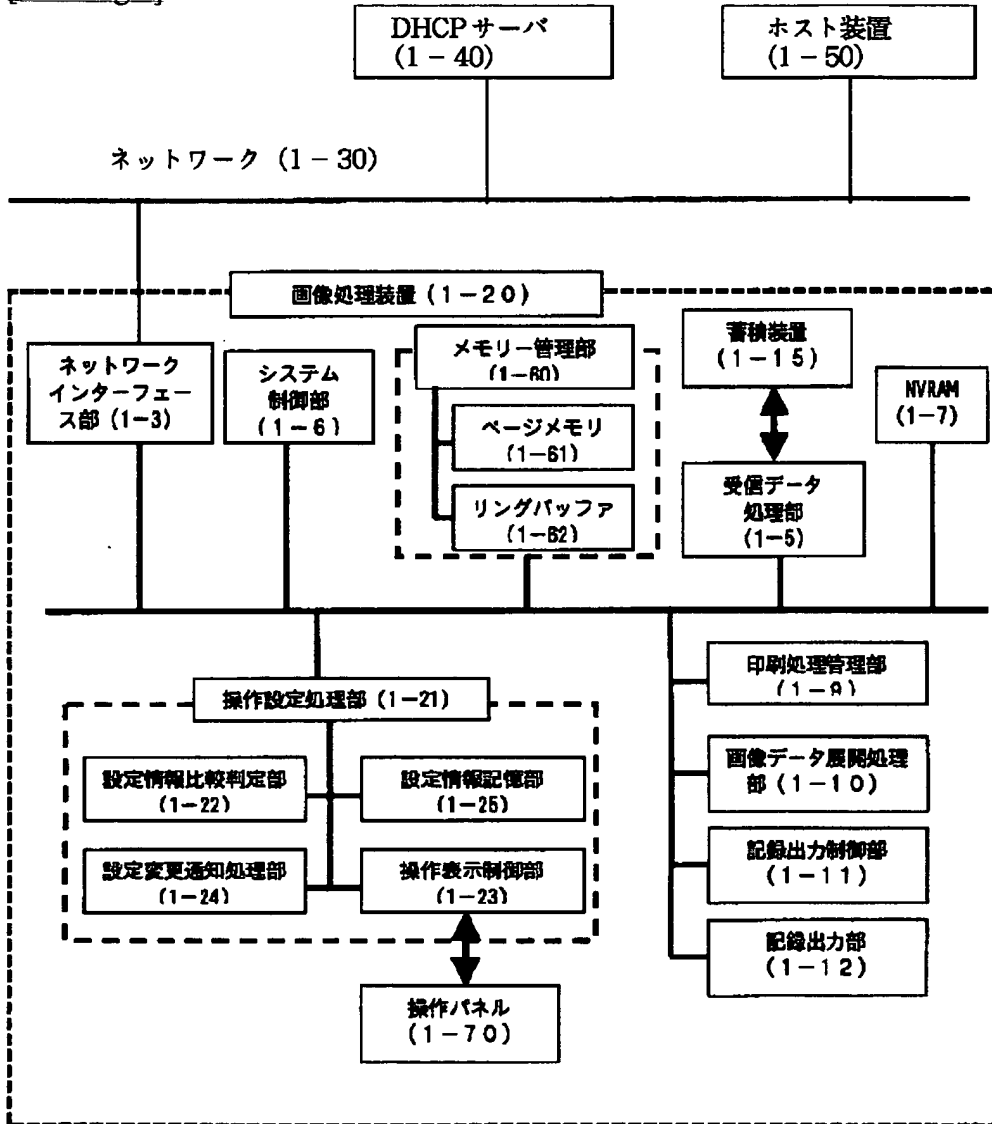 DHCPサーバ
(1-40)
ホスト装置
(1-50)
ネットワーク (1-30)
画像処理装置 (1-20)
ネットワーク
インターフェー
ス部 (1-3)
システム
制御部
(1-6)
メモリー管理部
(1-60)
ページメモリ
(1-61)
リングバッファ
(1-62)
蓄積装置
(1-15)
受信データ
処理部
(1-5)
NVRAM
(1-7)
操作設定処理部 (1-21)
設定情報比較判定部
(1-22)
設定情報記憶部
(1-25)
設定変更通知処理部
(1-24)
操作表示制御部
(1-23)
操作パネル
(1-70)
印刷処理管理部
(1-9)
画像データ展開処理
部 (1-10)
記録出力制御部
(1-11)
記録出力部
(1-12)